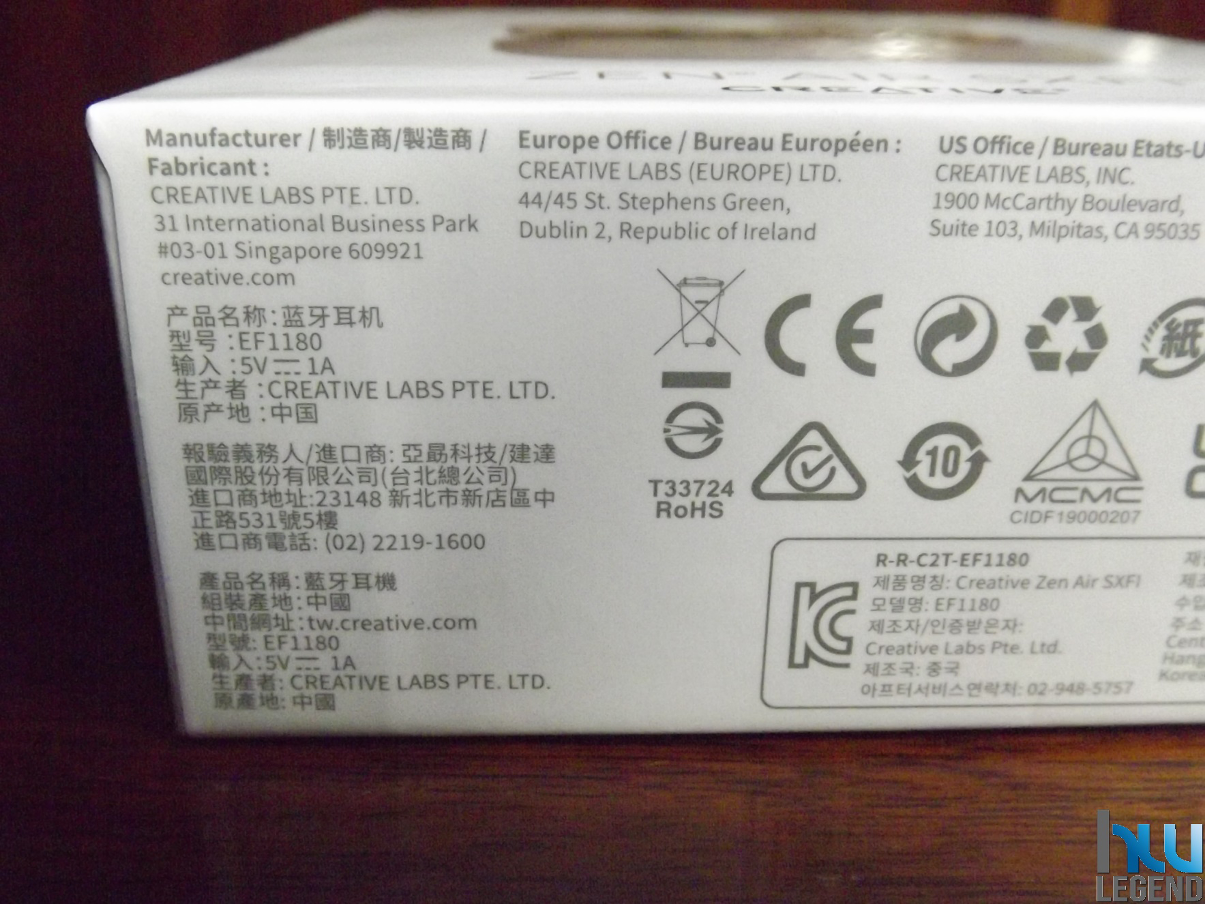 CREATIVE
Manufacturer / 制造商/製造商 /
Fabricant :
CREATIVE LABS PTE. LTD.
31 International Business Park
#03-01 Singapore 609921
creative.com
Europe Office / Bureau Européen :
CREATIVE LABS (EUROPE) LTD.
44/45 St. Stephens Green,
Dublin 2, Republic of Ireland
US Office / Bureau Etats-U
CREATIVE LABS, INC.
1900 McCarthy Boulevard,
Suite 103, Milpitas, CA 95035
产品名称:蓝牙耳机
型号 :EF1180
输入 :5V ⎓ 1A
生产者 :CREATIVE LABS PTE. LTD.
原产地 :中国
報驗義務人/進口商: 亞勗科技/建達
國際股份有限公司(台北總公司)
進口商地址:23148 新北市新店區中
正路531號5樓
進口商電話: (02) 2219-1600
產品名稱:藍牙耳機
組裝產地:中國
中間網址:tw.creative.com
型號: EF1180
輸入:5V ⎓ 1A
生產者: CREATIVE LABS PTE. LTD.
原產地: 中國
CE
紙
T33724
RoHS
10
MCMC
CIDF19000207
R-R-C2T-EF1180
제품명칭: Creative Zen Air SXFI
모델명: EF1180
제조자/인증받은자:
Creative Labs Pte. Ltd.
제조국: 중국
아프터서비스연락처: 02-948-5757
수입
주소
Cent
Hang
Korea
LEGEND